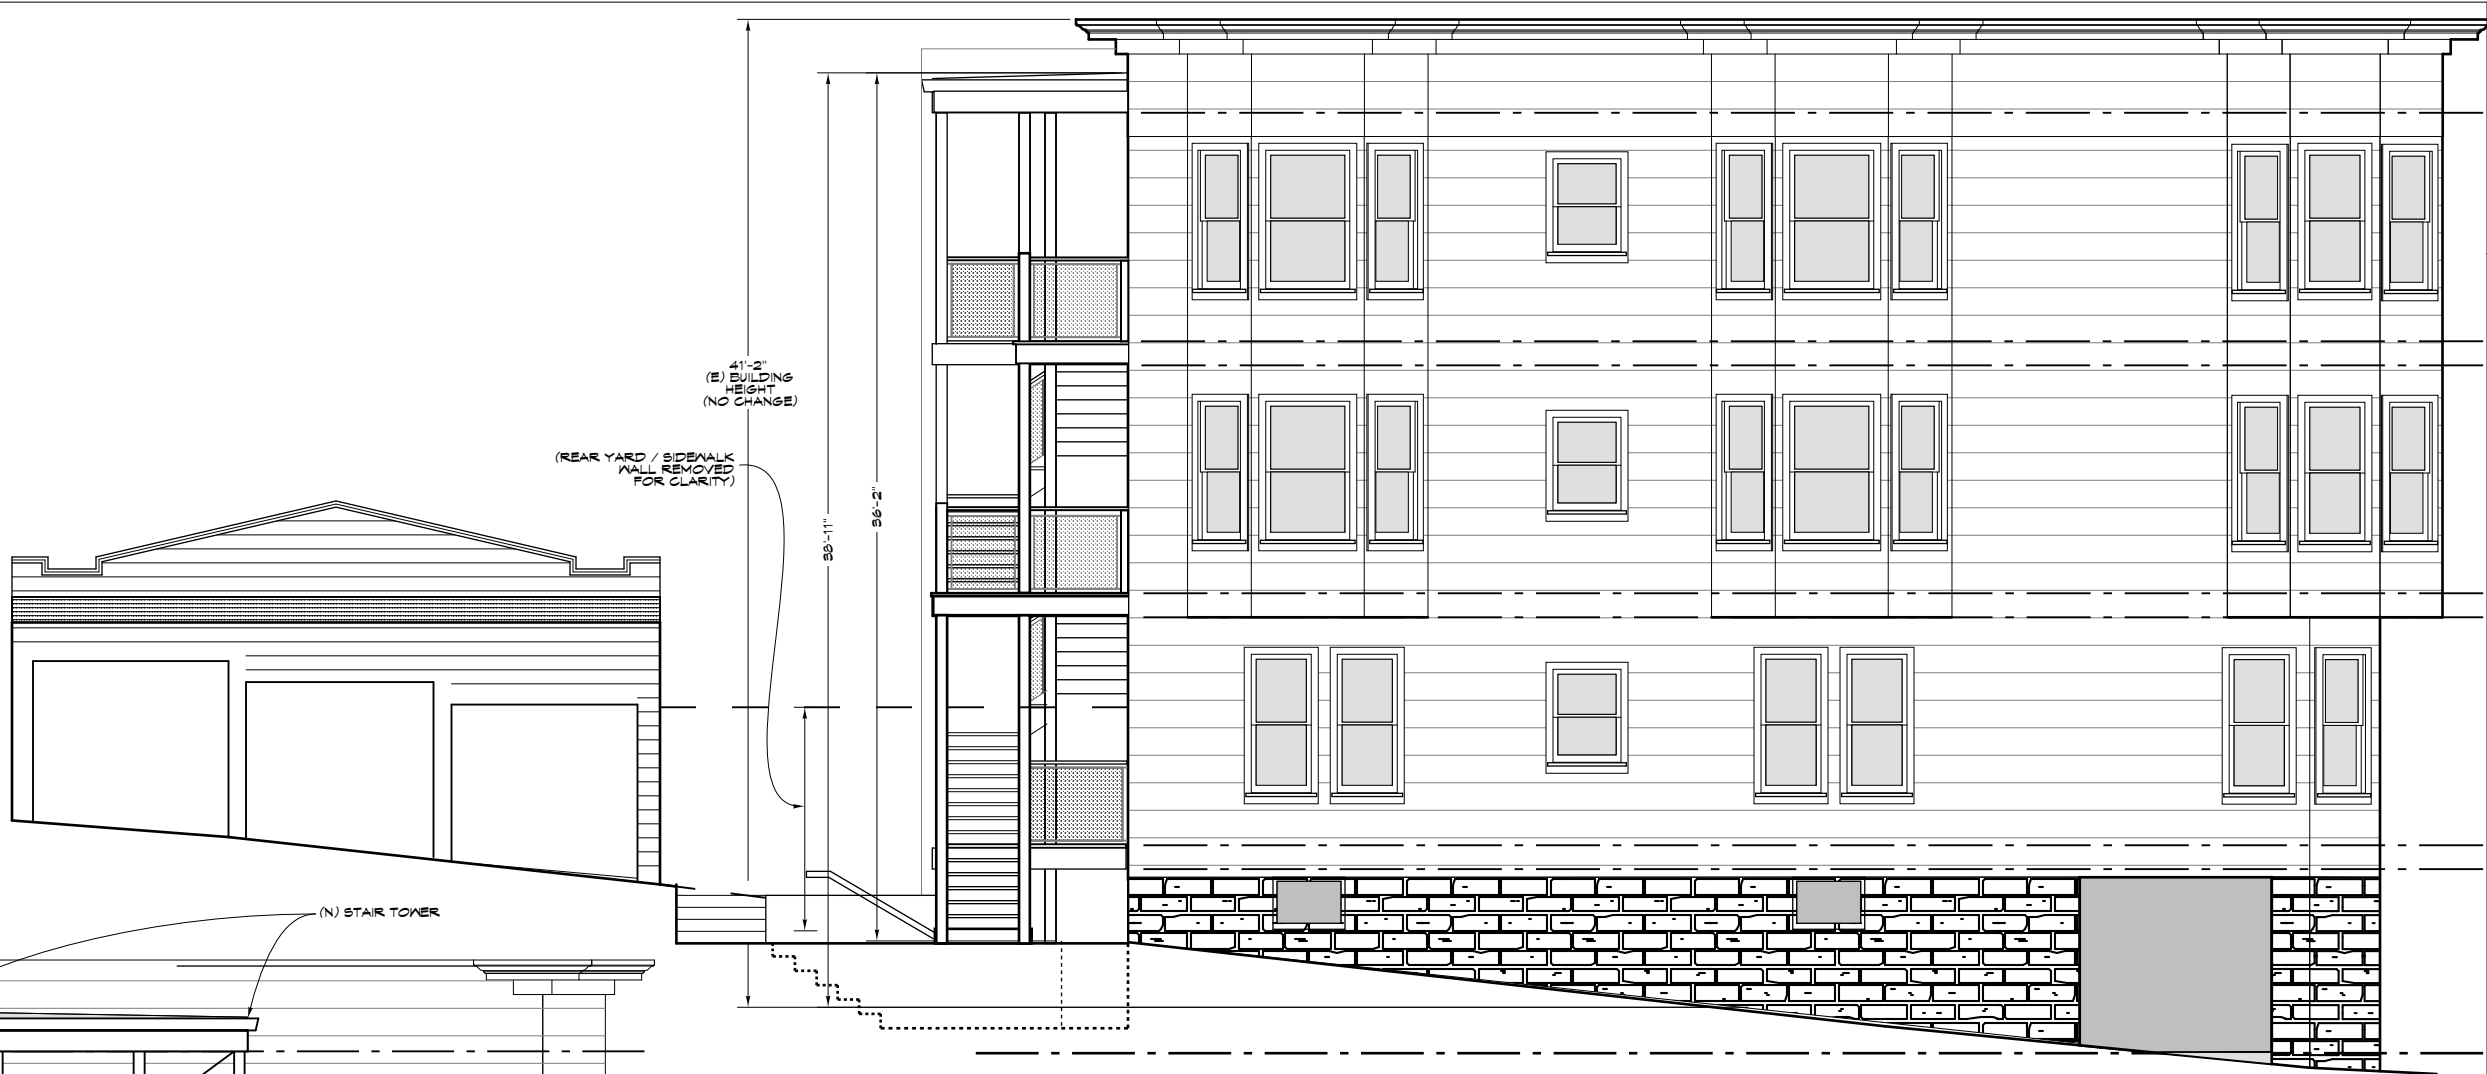 41'-2"
(E) BUILDING
HEIGHT
(NO CHANGE)
(REAR YARD / SIDEWALK
WALL REMOVED
FOR CLARITY)
38'-11"
36'-2"
(N) STAIR TOWER